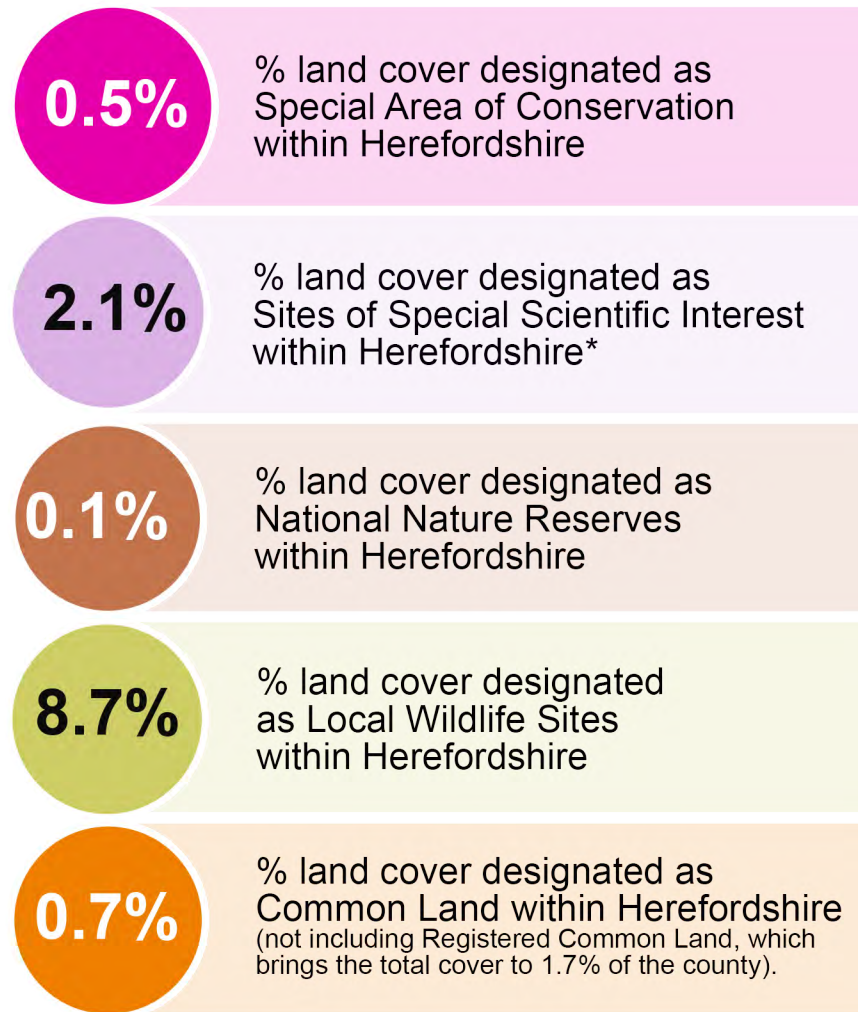 0.5%
% land cover designated as
Special Area of Conservation
within Herefordshire
2.1%
% land cover designated as
Sites of Special Scientific Interest
within Herefordshire*
0.1%
% land cover designated as
National Nature Reserves
within Herefordshire
8.7%
% land cover designated
as Local Wildlife Sites
within Herefordshire
0.7%
% land cover designated as
Common Land within Herefordshire
(not including Registered Common Land, which
brings the total cover to 1.7% of the county).